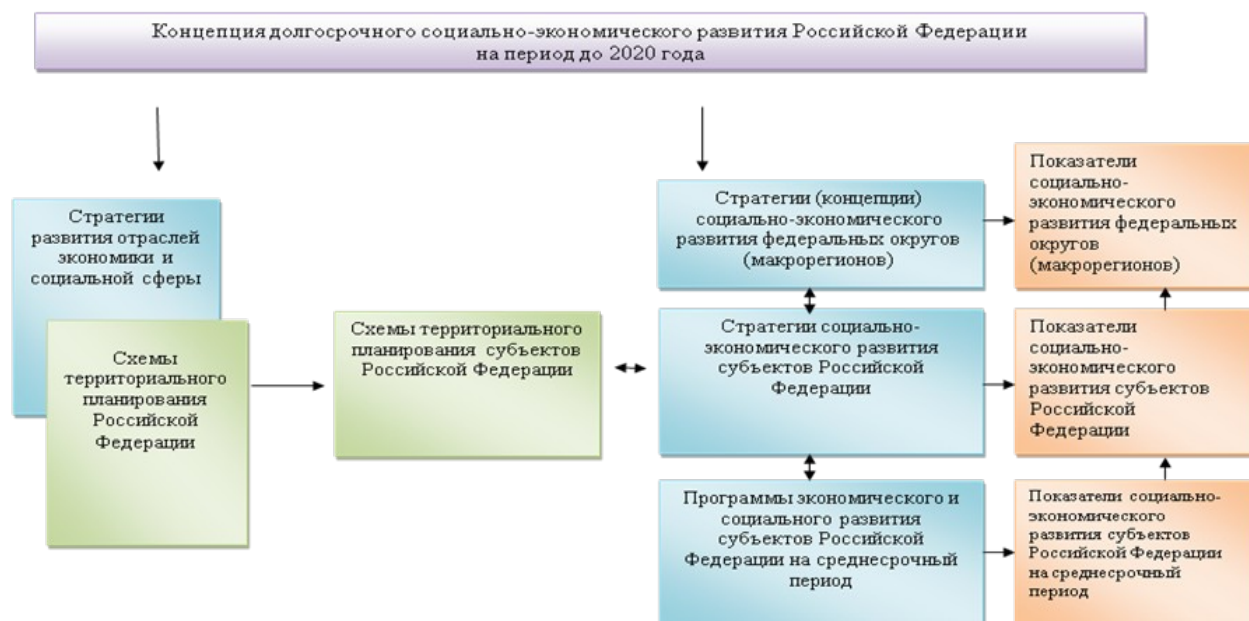 Концепция долгосрочного социально-экономического развития Российской Федерации
на период до 2020 года
Стратегии
развития отраслей
экономики и
социальной сферы
Схемы
территориального
планирования
Российской
Федерации
Схемы территориального
планирования субъектов
Российской Федерации
Стратегии (концепции)
социально-экономического
развития федеральных округов
(макрорегионов)
Показатели
социально-
экономического
развития федеральных
округов
(макрорегионов)
Стратегии социально-
экономического развития
субъектов Российской
Федерации
Показатели
социально-
экономического
развития субъектов
Российской
Федерации
Программы экономического и
социального развития
субъектов Российской
Федерации на среднесрочный
период
Показатели социально-
экономического
развития субъектов
Российской Федерации
на среднесрочный
период